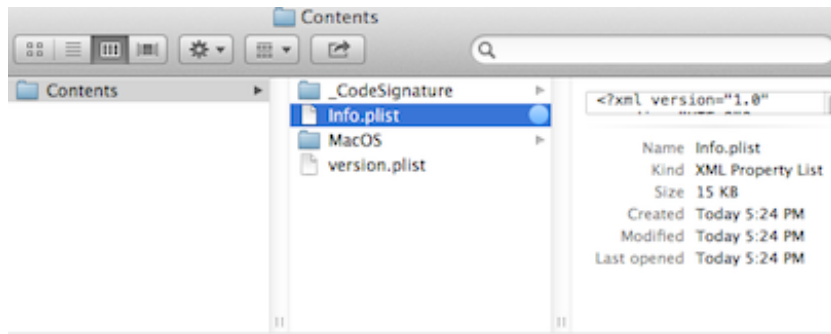 Contents
Contents
_CodeSignature
Info.plist
MacOS
version.plist
<?xml version="1.0"
Name Info.plist
Kind XML Property List
Size 15 KB
Created Today 5:24 PM
Modified Today 5:24 PM
Last opened Today 5:24 PM